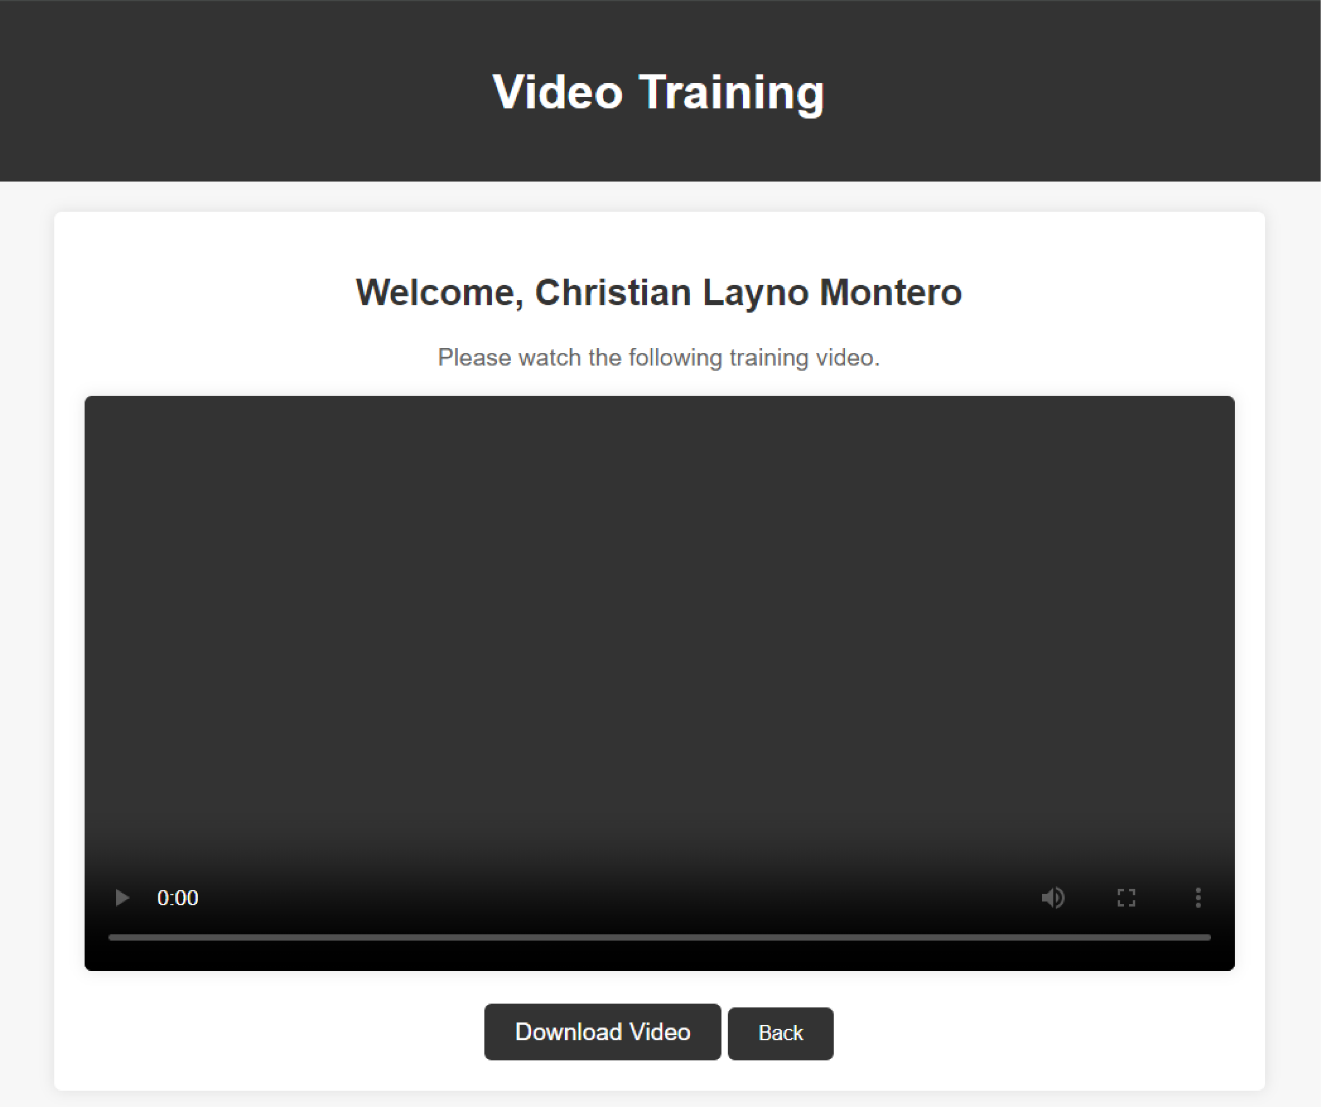 Video Training
Welcome, Christian Layno Montero
Please watch the following training video.
0:00
Download Video
Back